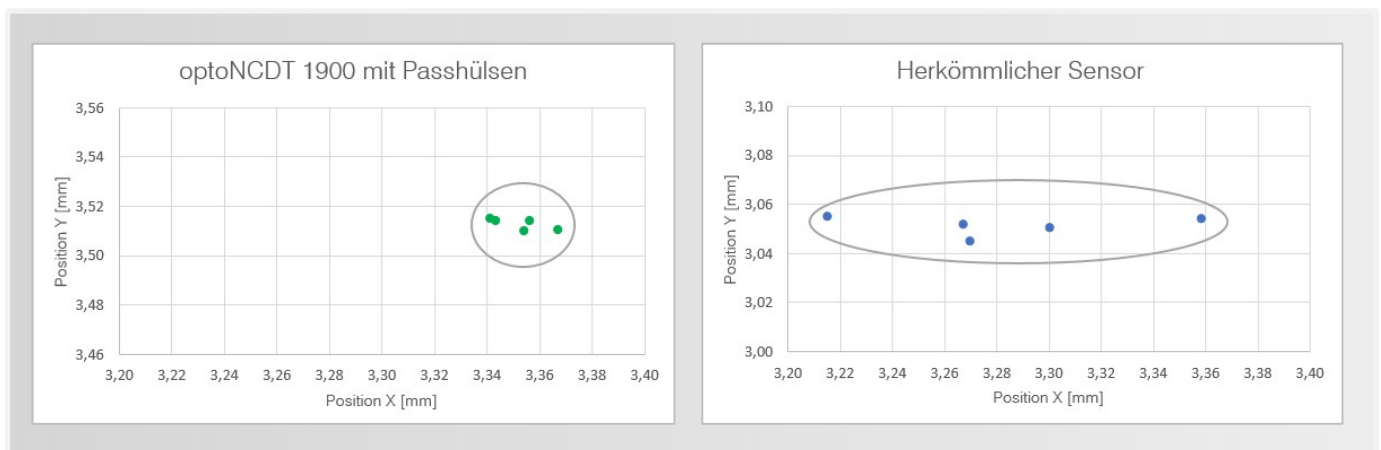 optoNCDT 1900 mit Passhülsen
3,56
3,54
3,52
3,50
3,48
3,46
Position Y [mm]
3,20 3,22 3,24 3,26 3,28 3,30 3,32 3,34 3,36 3,38 3,40
Position X [mm]
Herkömmlicher Sensor
3,10
3,08
3,06
3,04
3,02
3,00
Position Y [mm]
3,20 3,22 3,24 3,26 3,28 3,30 3,32 3,34 3,36 3,38 3,40
Position X [mm]